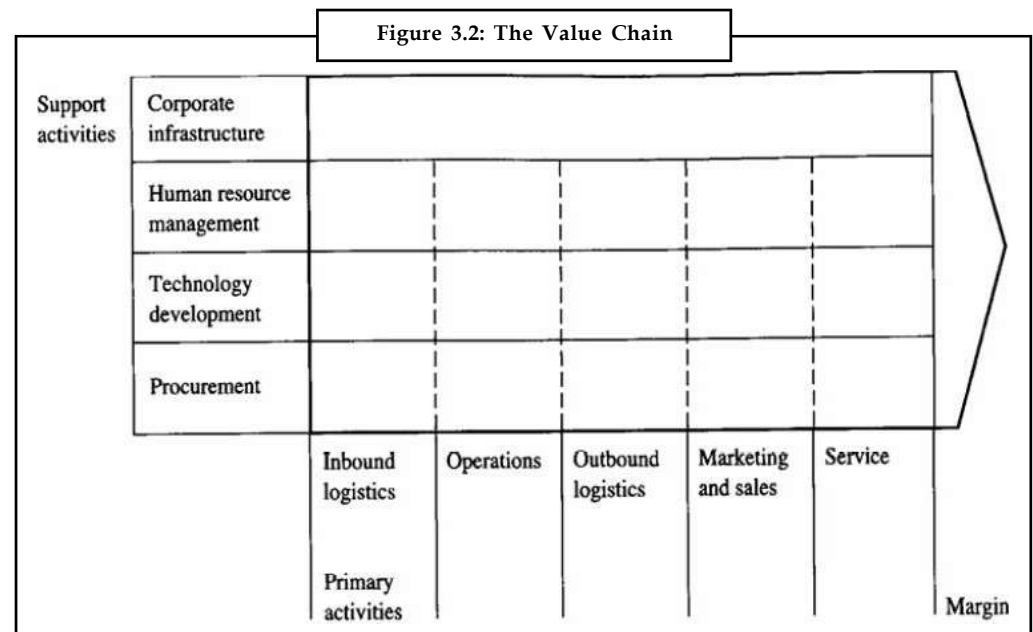 Figure 3.2: The Value Chain
Support
activities
Corporate
infrastructure
Human resource
management
Technology
development
Procurement
Inbound
logistics
Operations
Outbound
logistics
Marketing
and sales
Service
Primary
activities
Margin